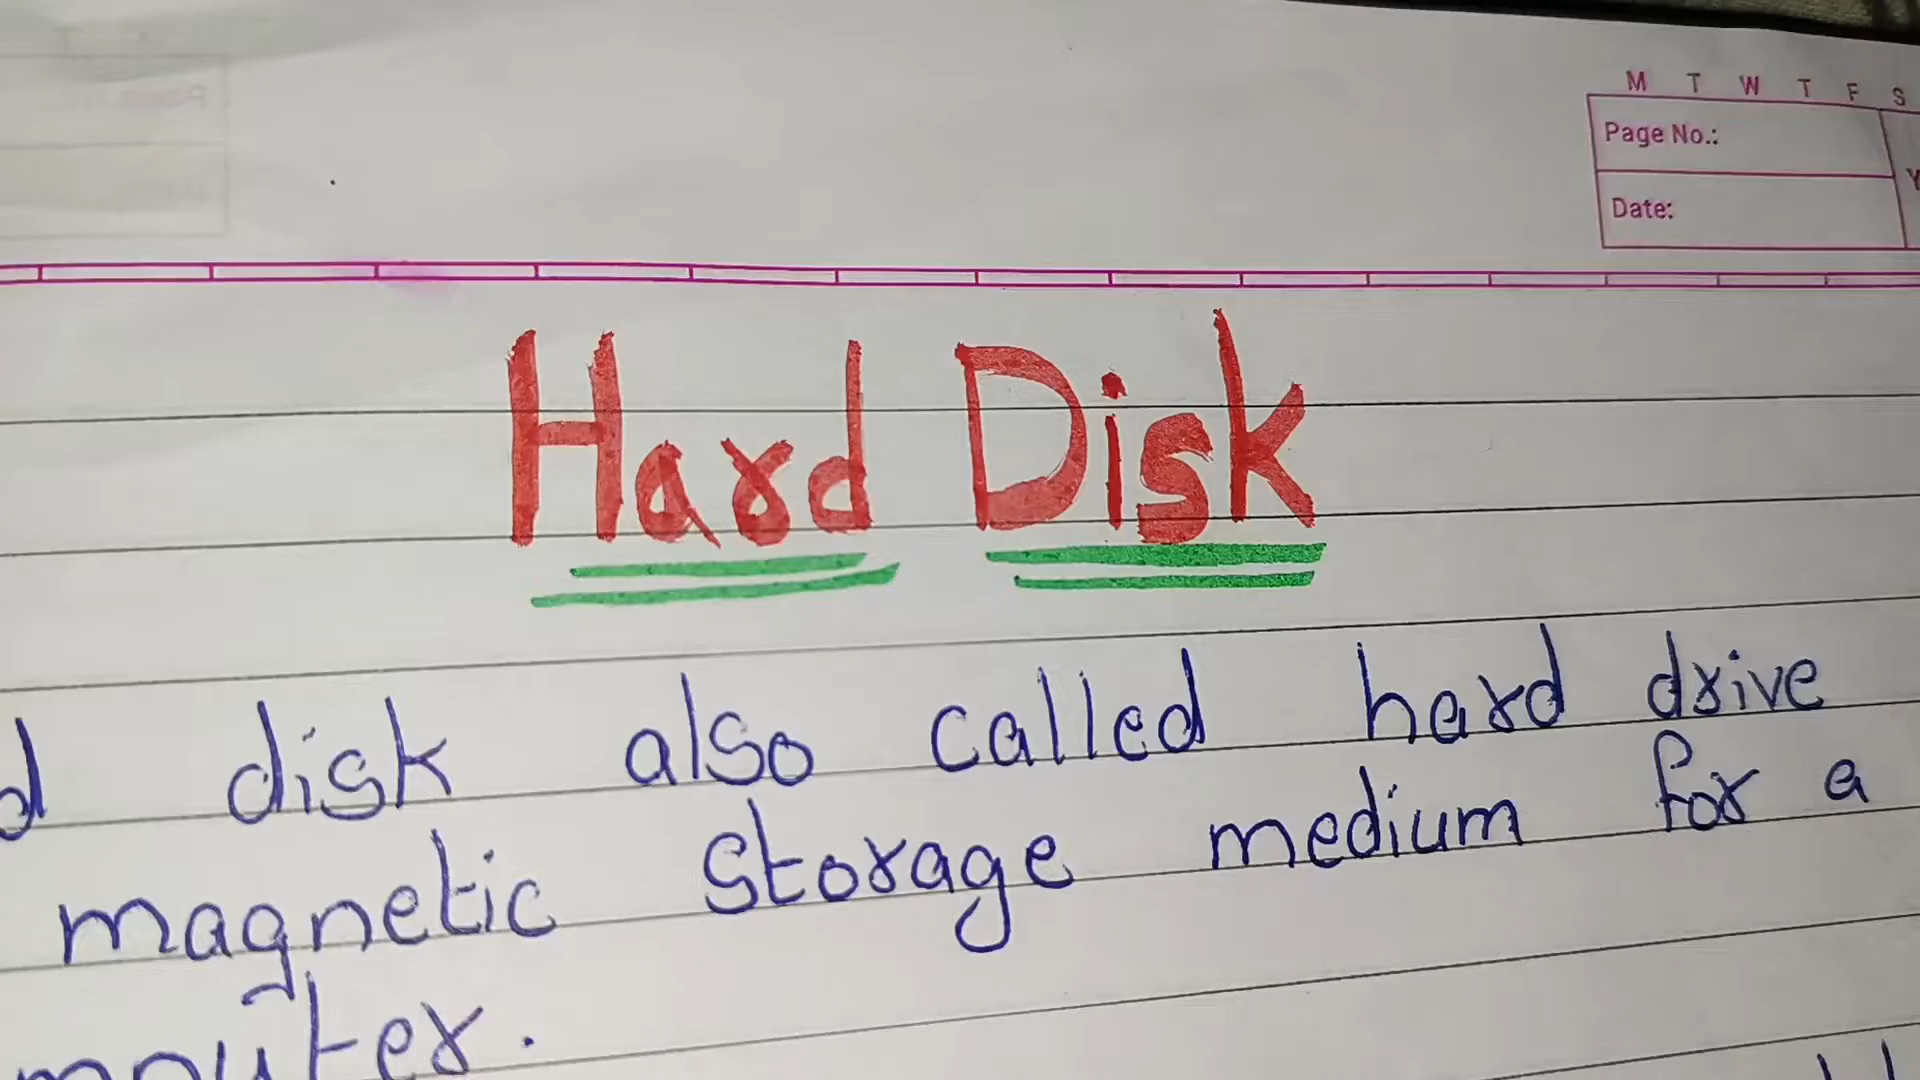 M T W T F S
Page No.:
Date:
Hard Disk
disk also called hard drive
magnetic storage medium for a